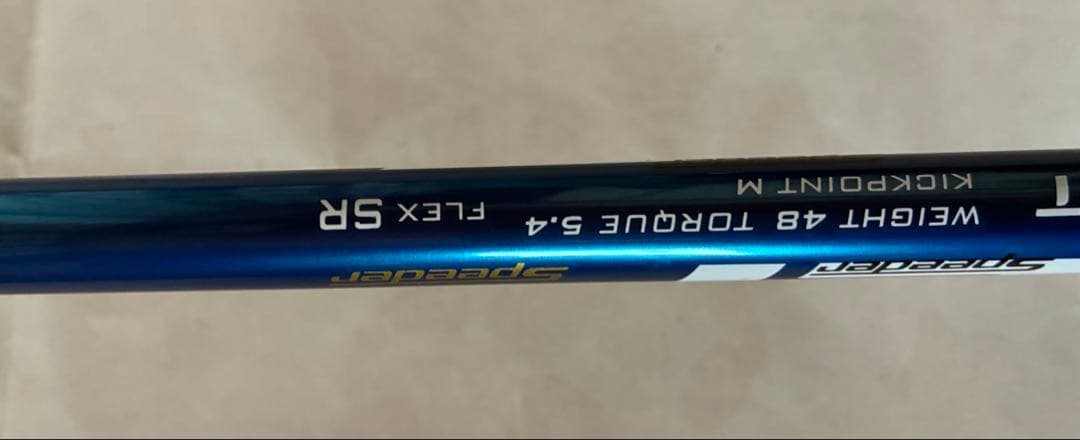 Speeder Speeder
WEIGHT 48 TORQUE 5.4 FLEX SR
KICKPOINT M